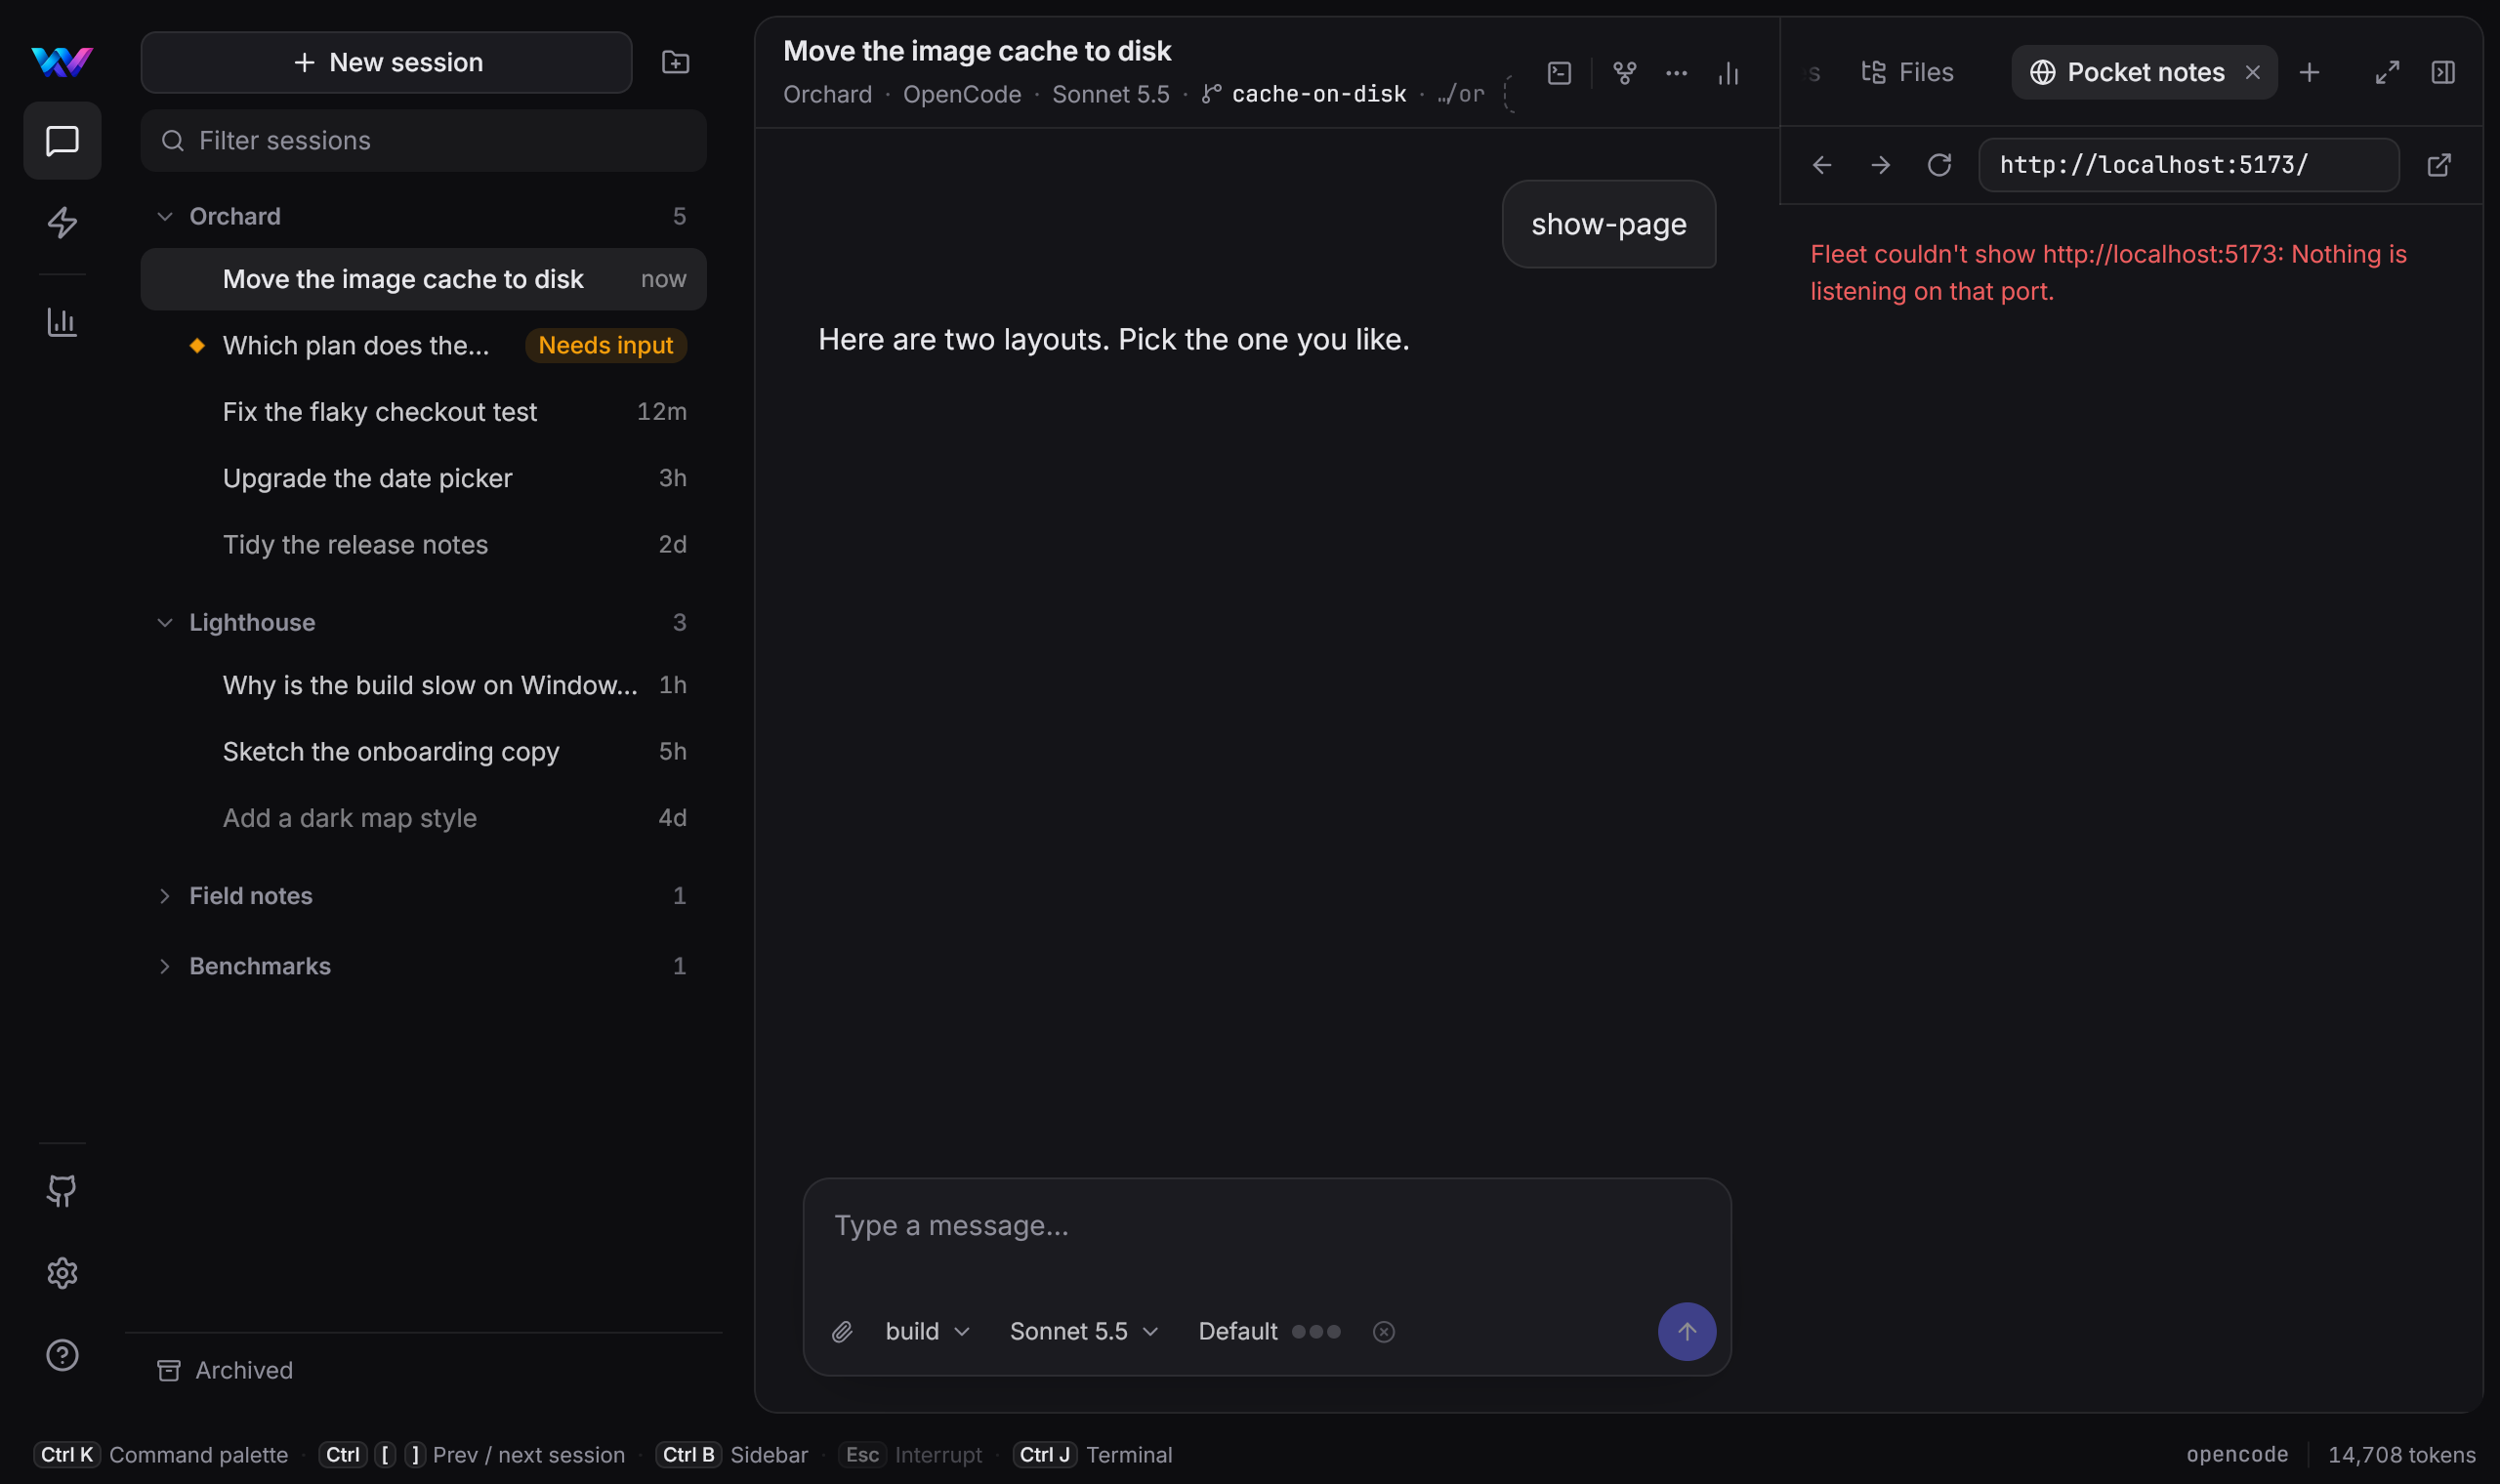 New session
Filter sessions
Orchard 5
Move the image cache to disk now
Which plan does the... Needs input
Fix the flaky checkout test 12m
Upgrade the date picker 3h
Tidy the release notes 2d
Lighthouse 3
Why is the build slow on Window... 1h
Sketch the onboarding copy 5h
Add a dark map style 4d
Field notes 1
Benchmarks 1
Archived
Move the image cache to disk
Orchard · OpenCode · Sonnet 5.5 · cache-on-disk · …/or
show-page
Here are two layouts. Pick the one you like.
Type a message...
build Sonnet 5.5 Default
s Files Pocket notes
http://localhost:5173/
Fleet couldn't show http://localhost:5173: Nothing is
listening on that port.
Ctrl K Command palette · Ctrl [ ] Prev / next session · Ctrl B Sidebar · Esc Interrupt · Ctrl J Terminal
opencode 14,708 tokens